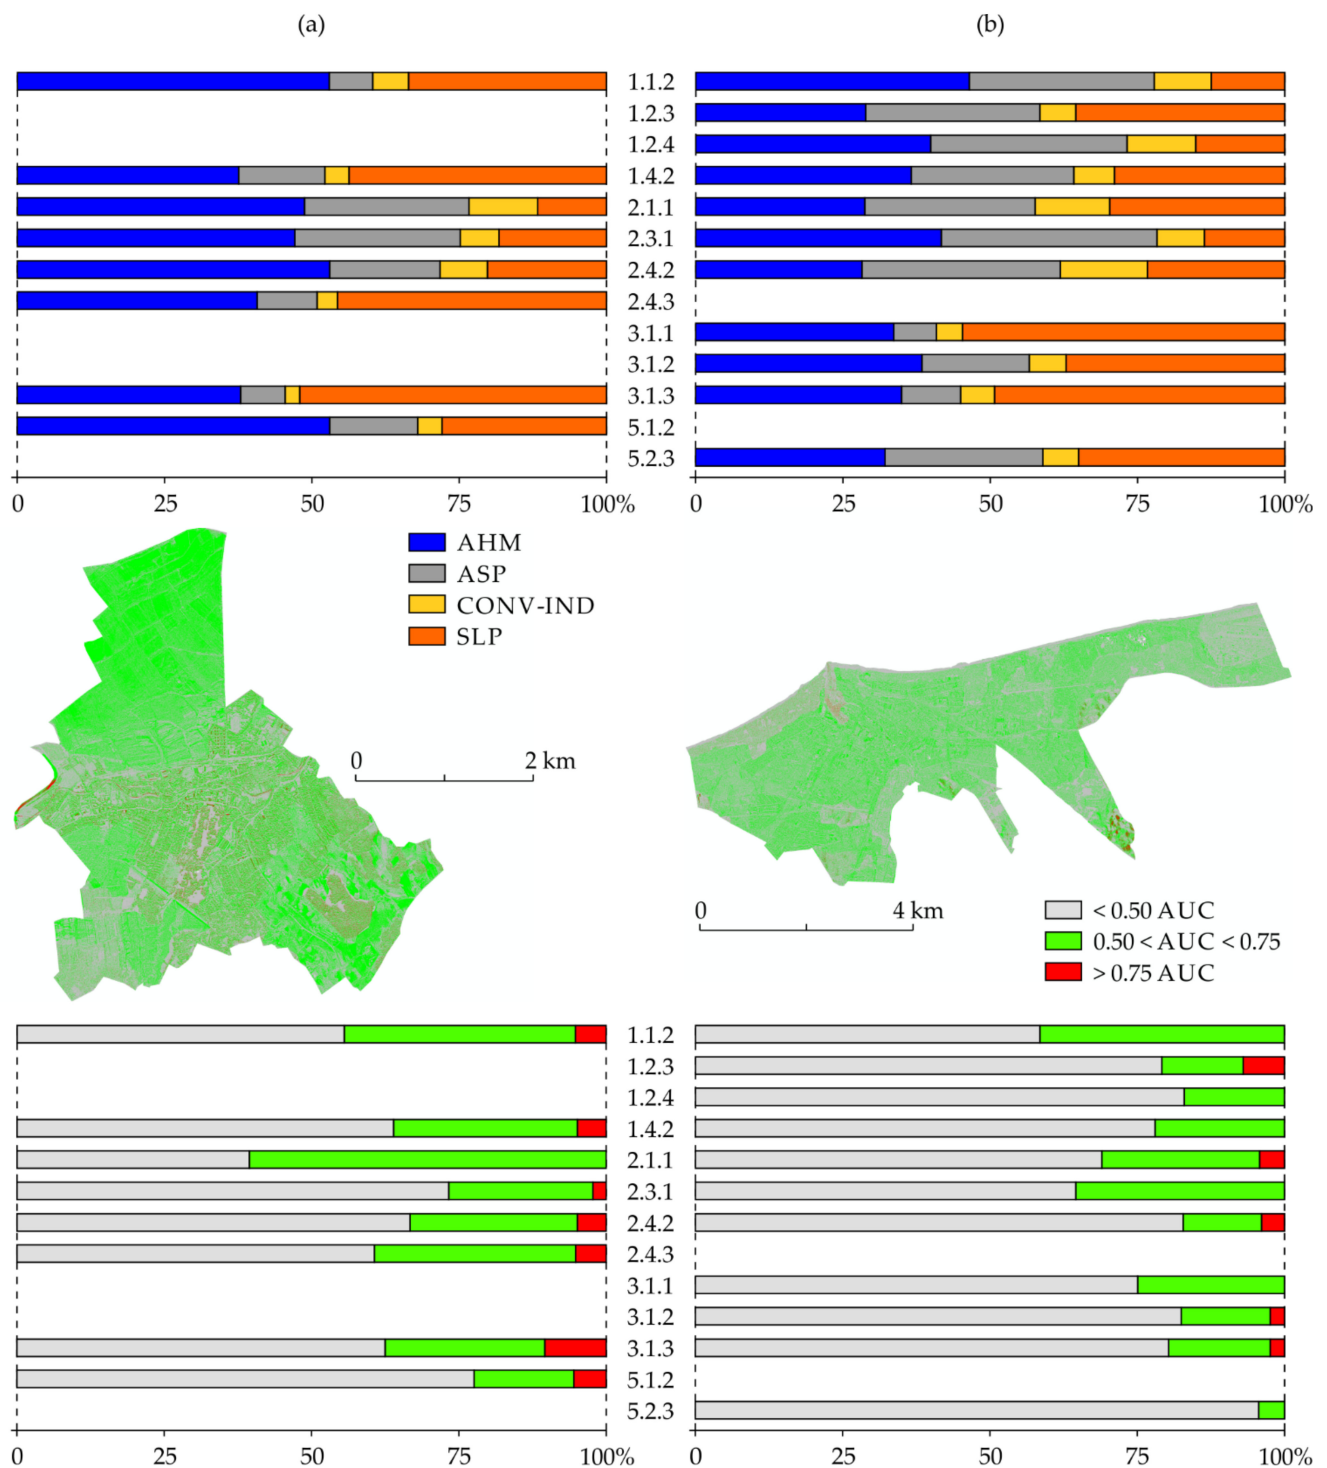 (a) (b)
1.1.2
1.2.3
1.2.4
1.4.2
2.1.1
2.3.1
2.4.2
2.4.3
3.1.1
3.1.2
3.1.3
5.1.2
5.2.3
0 25 50 75 100% 0 25 50 75 100%
AHM
ASP
CONV-IND
SLP
0 2 km
0 4 km
< 0.50 AUC
0.50 < AUC < 0.75
> 0.75 AUC
1.1.2
1.2.3
1.2.4
1.4.2
2.1.1
2.3.1
2.4.2
2.4.3
3.1.1
3.1.2
3.1.3
5.1.2
5.2.3
0 25 50 75 100% 0 25 50 75 100%